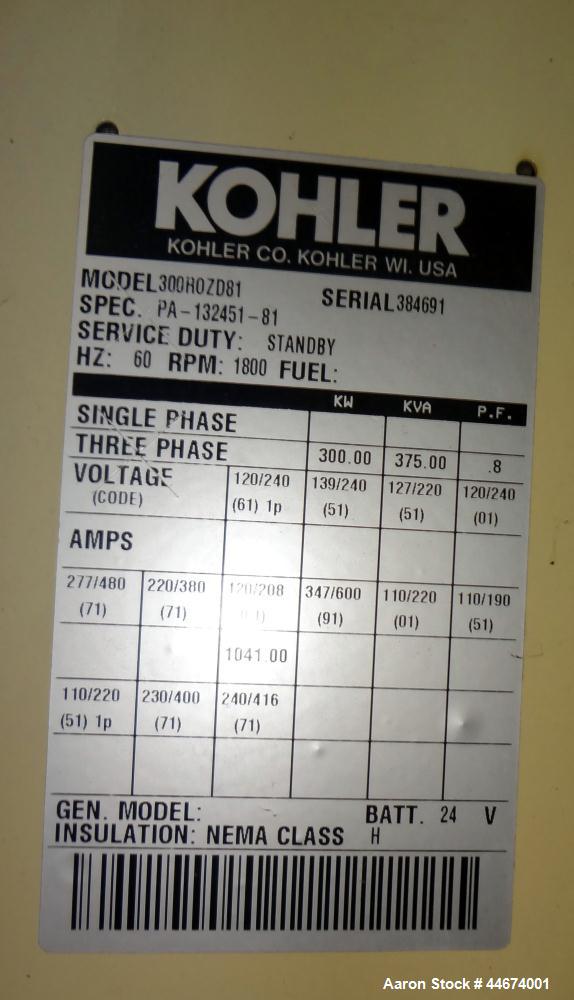 KOHLER
KOHLER CO. KOHLER WI. USA
MODEL 300ROZD81 SERIAL 384691
SPEC. PA-132451-81
SERVICE DUTY: STANDBY
HZ: 60 RPM: 1800 FUEL:
KW KVA P.F.
SINGLE PHASE
THREE PHASE 300.00 375.00 .8
VOLTAGE 120/240 139/240 127/220 120/240
(CODE) (61) 1p (51) (51) (01)
AMPS
277/480 220/380 120/208 347/600 110/220 110/190
(71) (71) (91) (01) (51)
1041.00
110/220 230/400 240/416
(51) 1p (71) (71)
GEN. MODEL: BATT. 24 V
INSULATION: NEMA CLASS H
Aaron Stock # 44674001